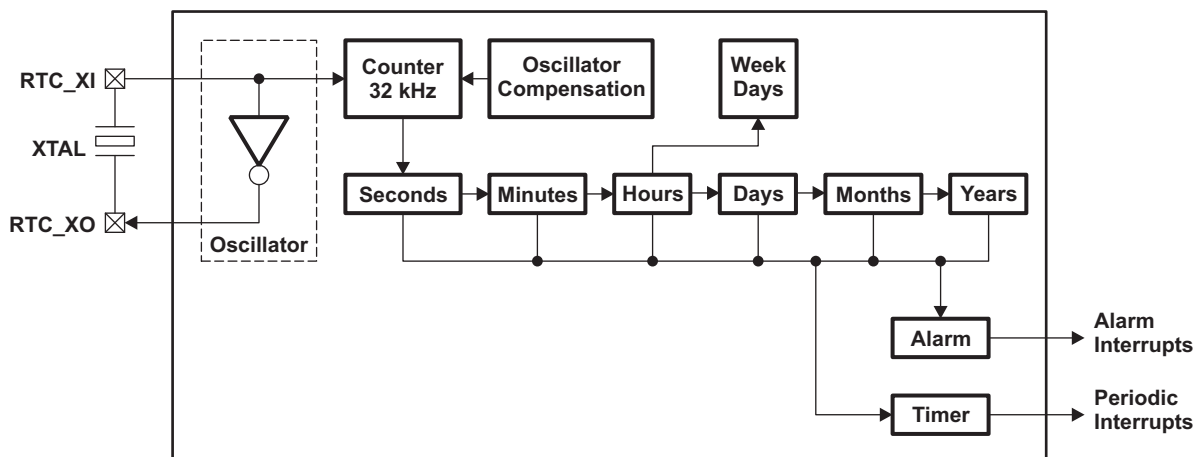 RTC_XI
XTAL
RTC_XO
Oscillator
Counter
32 kHz
Oscillator
Compensation
Week
Days
Seconds
Minutes
Hours
Days
Months
Years
Alarm
Alarm
Interrupts
Timer
Periodic
Interrupts